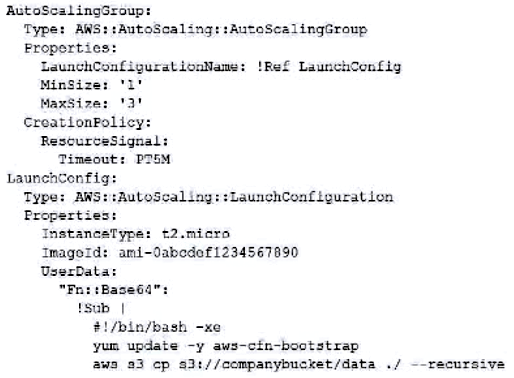 AutoScalingGroup:
  Type: AWS::AutoScaling::AutoScalingGroup
  Properties:
    LaunchConfigurationName: !Ref LaunchConfig
    MinSize: '1'
    MaxSize: '3'
  CreationPolicy:
    ResourceSignal:
      Timeout: PT5M
LaunchConfig:
  Type: AWS::AutoScaling::LaunchConfiguration
  Properties:
    InstanceType: t2.micro
    ImageId: ami-0abcdef1234567890
    UserData:
      "Fn::Base64":
        !Sub |
          #!/bin/bash -xe
          yum update -y aws-cfn-bootstrap
          aws s3 cp s3://companybucket/data ./ --recursive